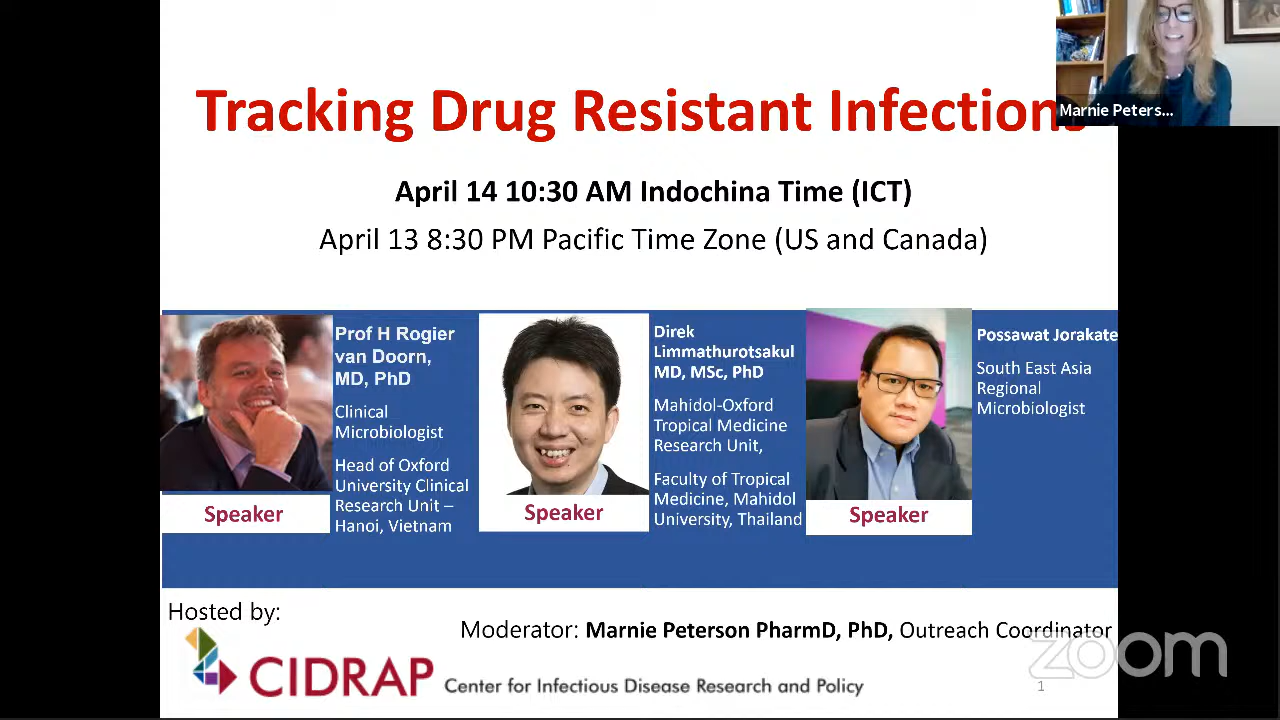 Tracking Drug Resistant Infections
Marnie Peters...
April 14 10:30 AM Indochina Time (ICT)
April 13 8:30 PM Pacific Time Zone (US and Canada)
Prof H Rogier
van Doorn,
MD, PhD
Clinical
Microbiologist
Head of Oxford
University Clinical
Research Unit –
Hanoi, Vietnam
Speaker
Direk
Limmathurotsakul
MD, MSc, PhD
Mahidol-Oxford
Tropical Medicine
Research Unit,
Faculty of Tropical
Medicine, Mahidol
University, Thailand
Speaker
Possawat Jorakate
South East Asia
Regional
Microbiologist
Speaker
Hosted by:
Moderator: Marnie Peterson PharmD, PhD, Outreach Coordinator
CIDRAP Center for Infectious Disease Research and Policy
zoom
1